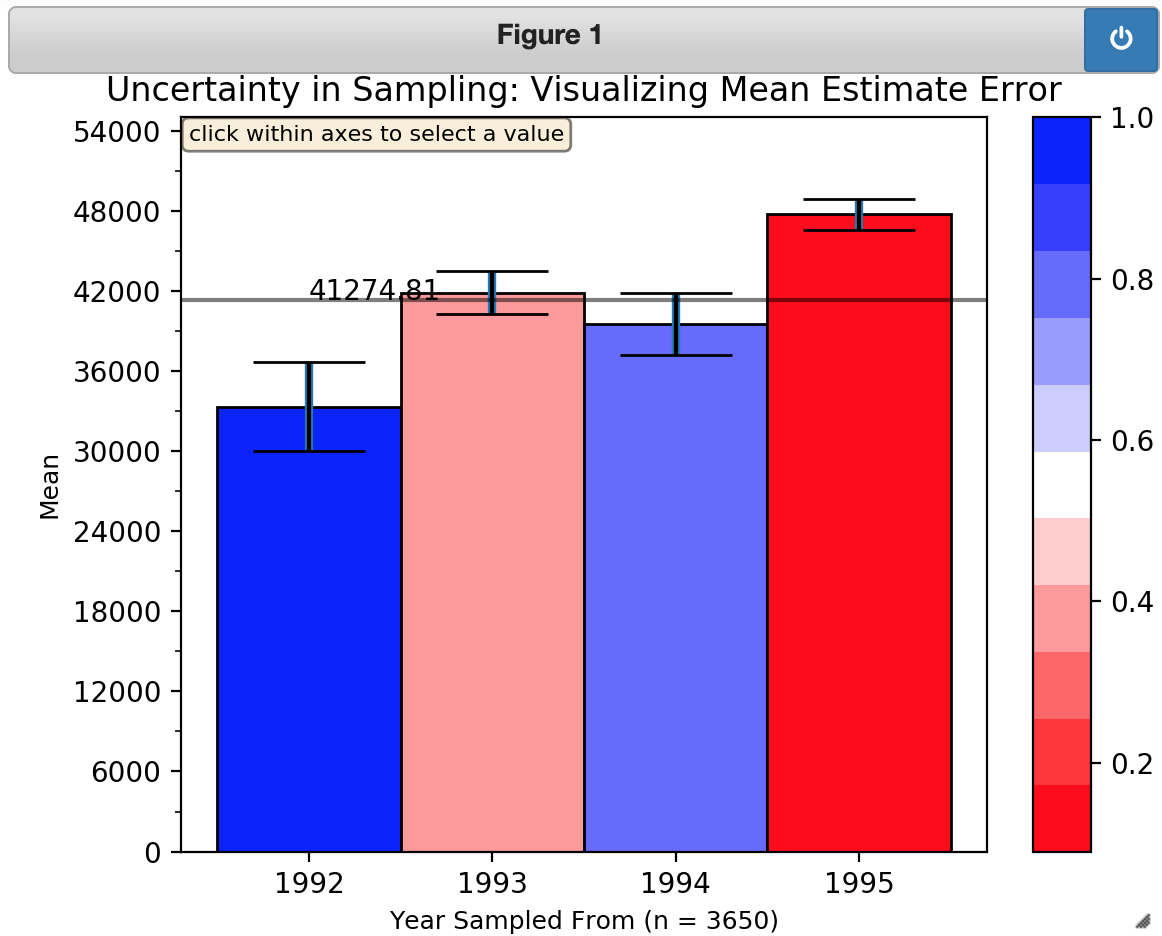 Figure 1
Uncertainty in Sampling: Visualizing Mean Estimate Error
click within axes to select a value
54000
48000
42000
36000
30000
24000
18000
12000
6000
0
Mean
41274.81
1992 1993 1994 1995
Year Sampled From (n = 3650)
1.0
0.8
0.6
0.4
0.2